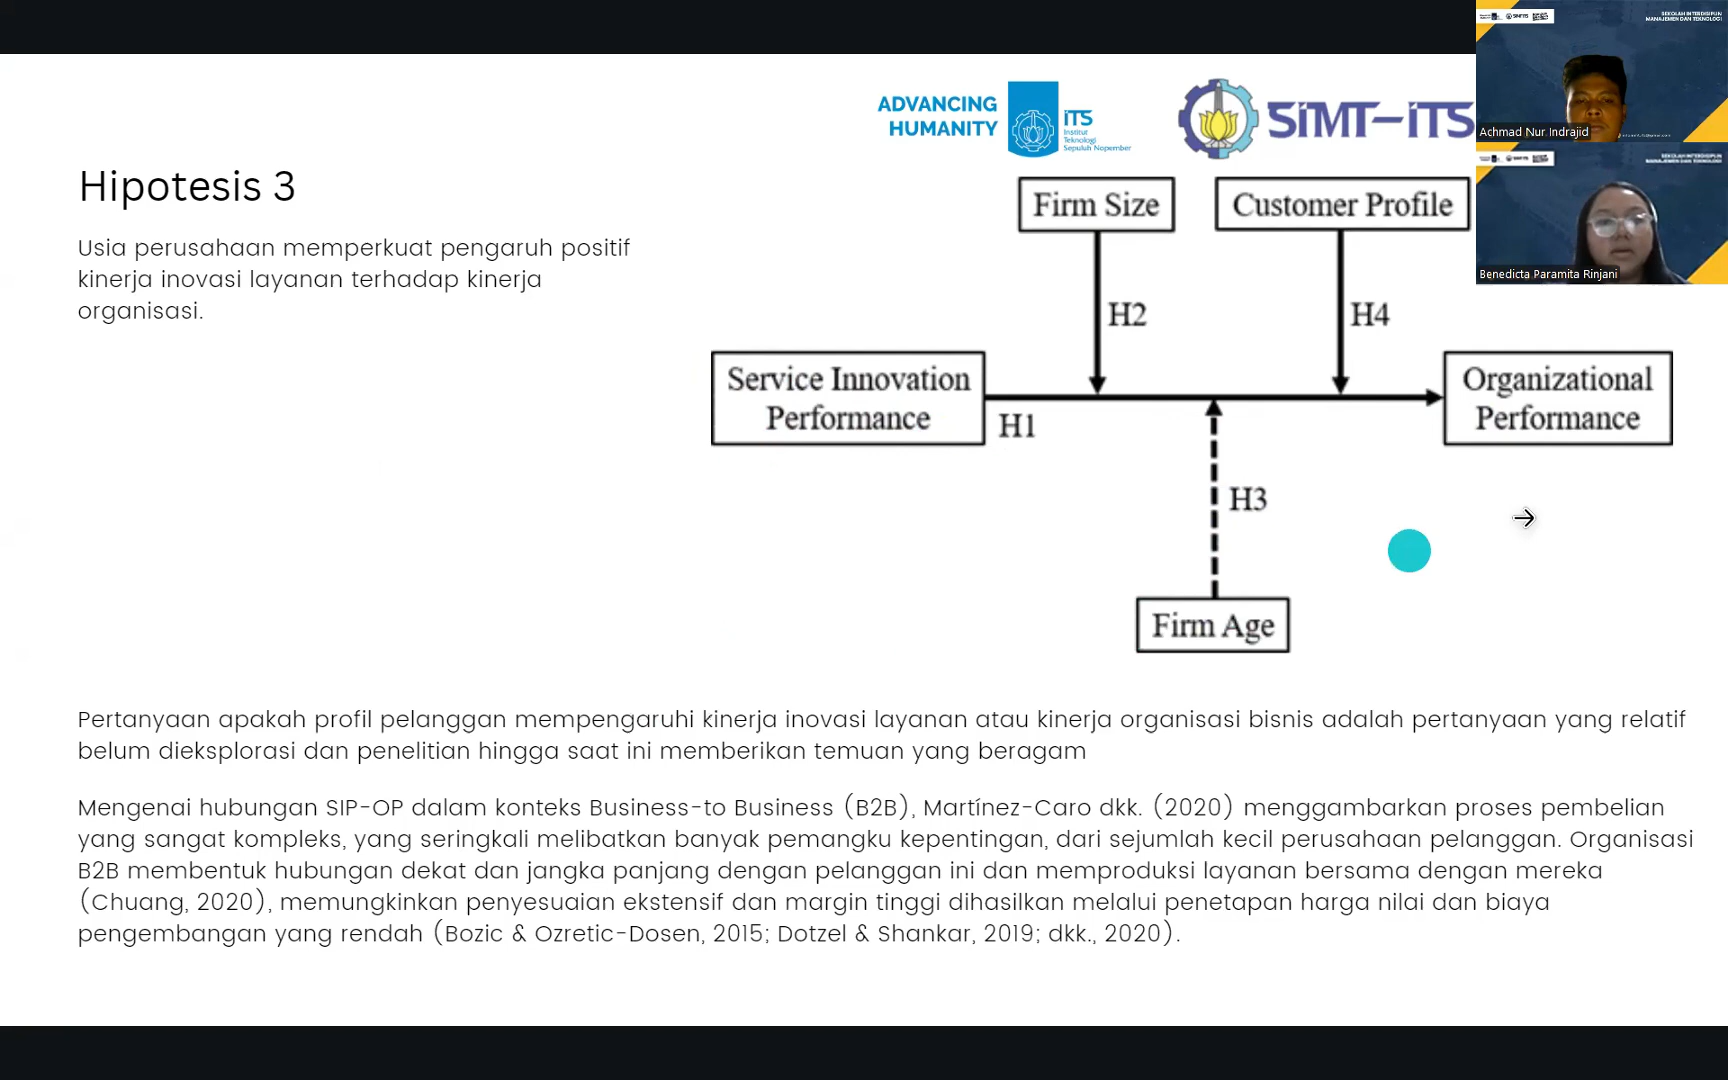 ADVANCING
HUMANITY
iTS
Institut
Teknologi
Sepuluh Nopember
SiMT-iTS
SEKOLAH INTERDISIPLIN
MANAJEMEN DAN TEKNOLOGI
Achmad Nur Indrajid
SEKOLAH INTERDISIPLIN
MANAJEMEN DAN TEKNOLOGI
Benedicta Paramita Rinjani
Hipotesis 3
Usia perusahaan memperkuat pengaruh positif
kinerja inovasi layanan terhadap kinerja
organisasi.
Firm Size
Customer Profile
H2
H4
Service Innovation
Performance
H1
Organizational
Performance
H3
Firm Age
Pertanyaan apakah profil pelanggan mempengaruhi kinerja inovasi layanan atau kinerja organisasi bisnis adalah pertanyaan yang relatif
belum dieksplorasi dan penelitian hingga saat ini memberikan temuan yang beragam
Mengenai hubungan SIP-OP dalam konteks Business-to Business (B2B), Martínez-Caro dkk. (2020) menggambarkan proses pembelian
yang sangat kompleks, yang seringkali melibatkan banyak pemangku kepentingan, dari sejumlah kecil perusahaan pelanggan. Organisasi
B2B membentuk hubungan dekat dan jangka panjang dengan pelanggan ini dan memproduksi layanan bersama dengan mereka
(Chuang, 2020), memungkinkan penyesuaian ekstensif dan margin tinggi dihasilkan melalui penetapan harga nilai dan biaya
pengembangan yang rendah (Bozic & Ozretic-Dosen, 2015; Dotzel & Shankar, 2019; dkk., 2020).